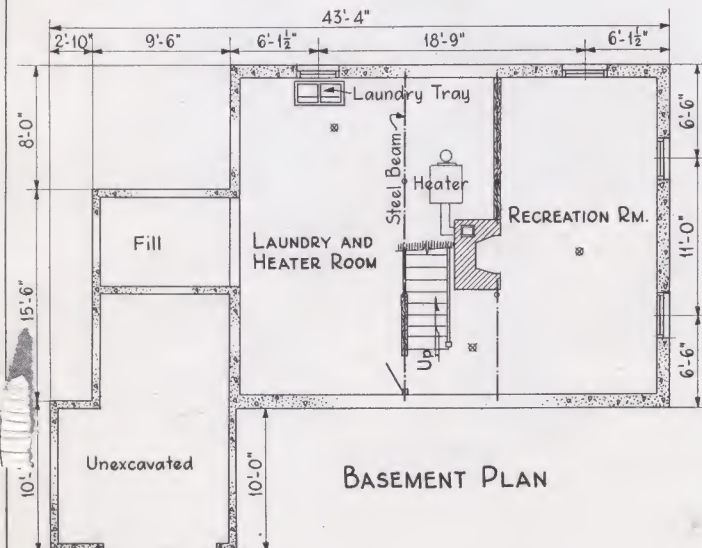 43'-4"
2'-10" 9'-6" 6'-1½" 18'-9" 6'-1½"
Laundry Tray
8'-0"
Steel Beam
6'-6"
Heater
RECREATION RM.
Fill
LAUNDRY AND
HEATER ROOM
11'-0"
15'-6"
Up
6'-6"
Unexcavated
10'-0"
BASEMENT PLAN